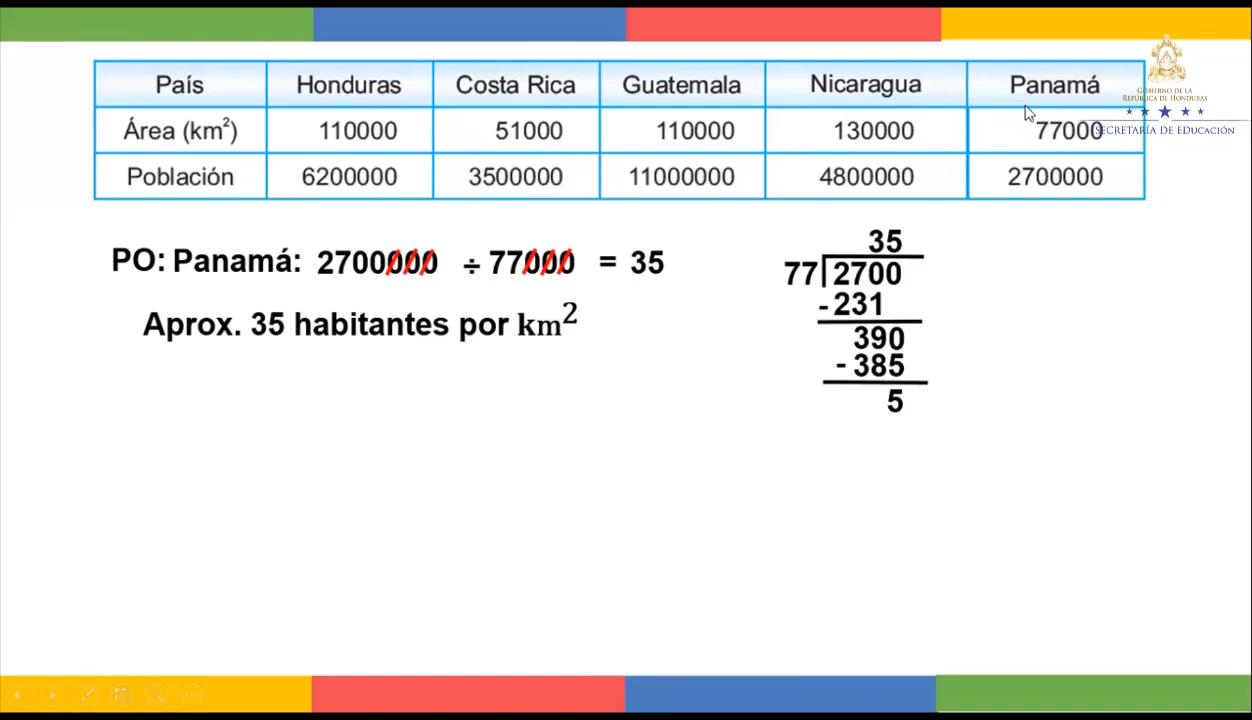 País Honduras Costa Rica Guatemala Nicaragua Panamá
Área (km²) 110000 51000 110000 130000 77000
Población 6200000 3500000 11000000 4800000 2700000
GOBIERNO DE LA
REPÚBLICA DE HONDURAS
SECRETARÍA DE EDUCACIÓN
PO: Panamá: 2700000 ÷ 77000 = 35
Aprox. 35 habitantes por km²
35
77 2700
-231
390
- 385
5